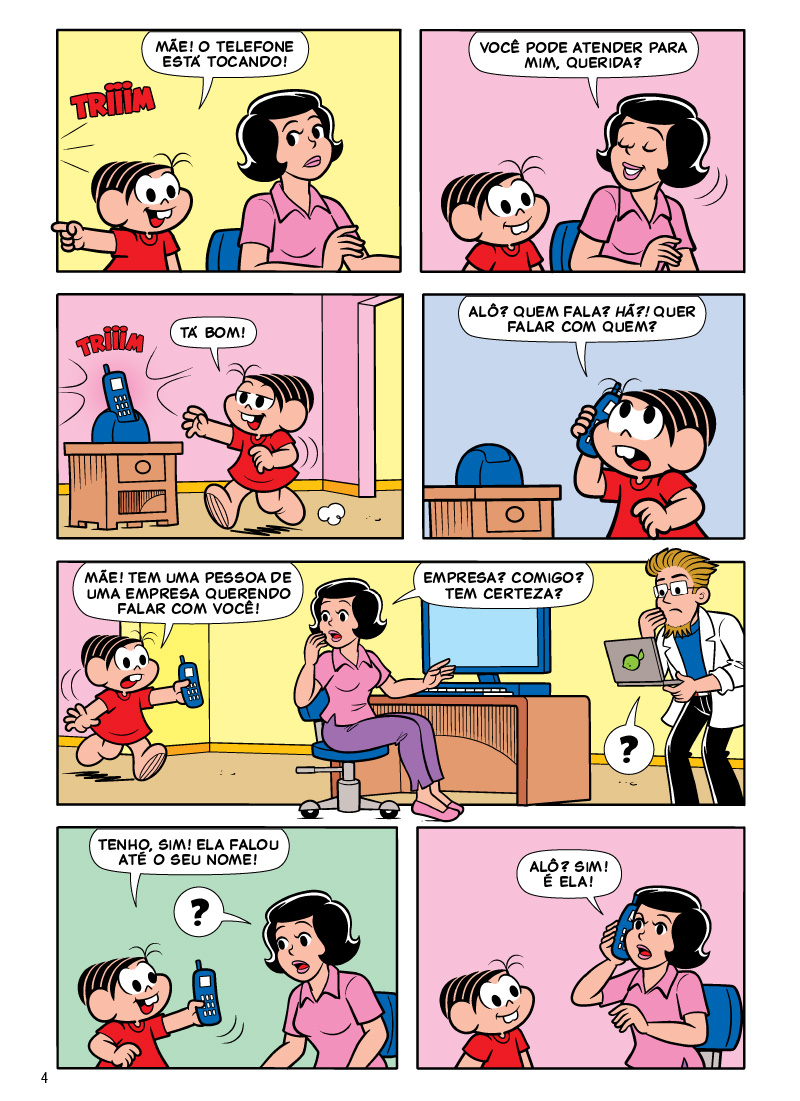 MÃE! O TELEFONE
ESTÁ TOCANDO!
TRIIIM
VOCÊ PODE ATENDER PARA
MIM, QUERIDA?
TRIIIM
TÁ BOM!
ALÔ? QUEM FALA? HÃ?! QUER
FALAR COM QUEM?
MÃE! TEM UMA PESSOA DE
UMA EMPRESA QUERENDO
FALAR COM VOCÊ!
EMPRESA? COMIGO?
TEM CERTEZA?
?
TENHO, SIM! ELA FALOU
ATÉ O SEU NOME!
?
ALÔ? SIM!
É ELA!
4